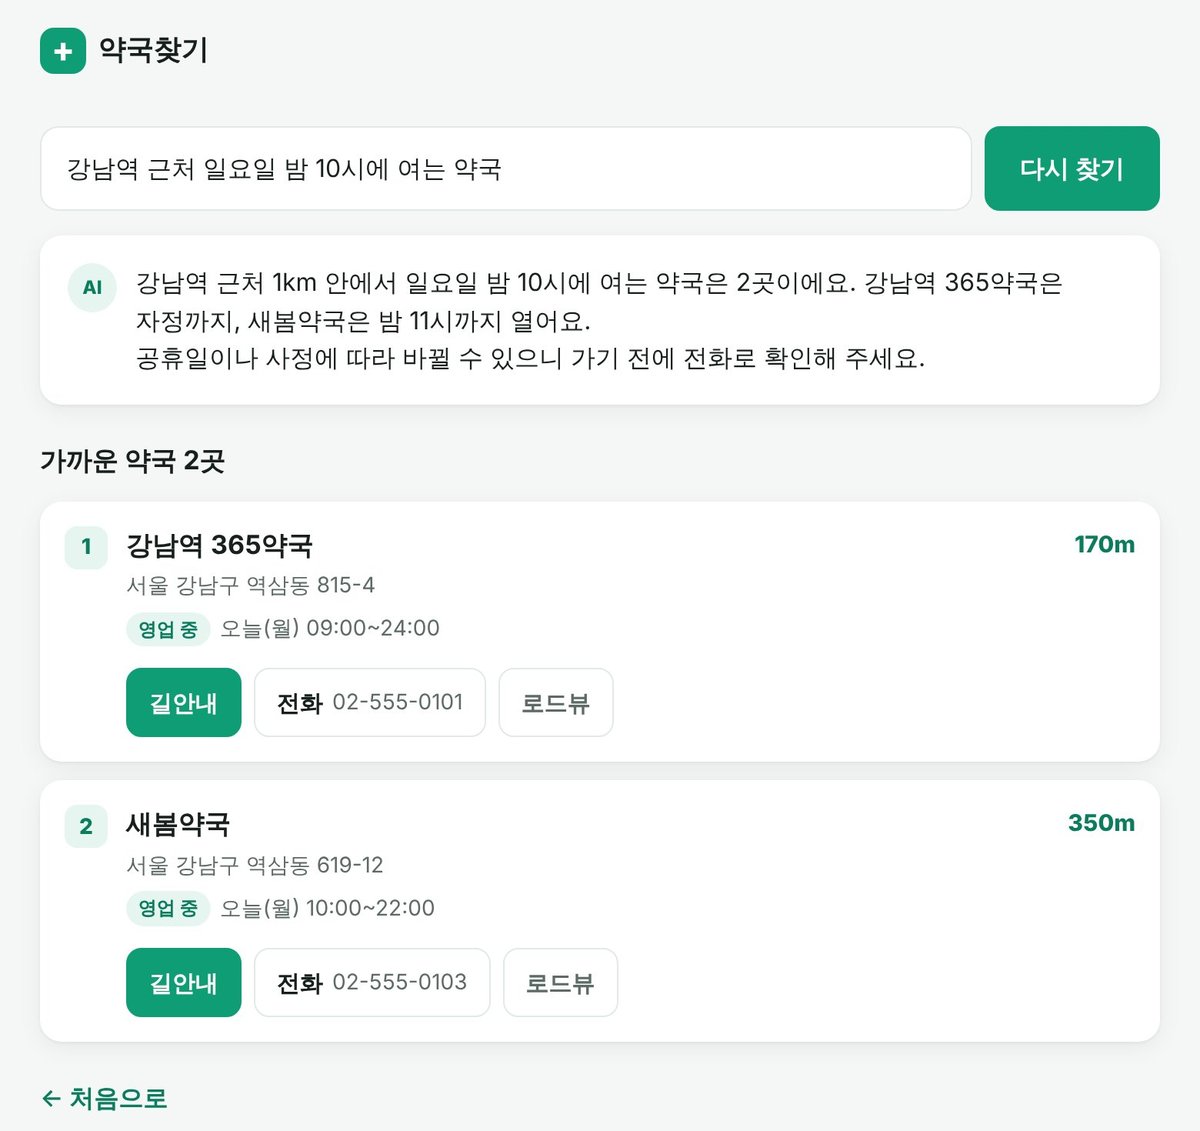 약국찾기
강남역 근처 일요일 밤 10시에 여는 약국
다시 찾기
AI
강남역 근처 1km 안에서 일요일 밤 10시에 여는 약국은 2곳이에요. 강남역 365약국은
자정까지, 새봄약국은 밤 11시까지 열어요.
공휴일이나 사정에 따라 바뀔 수 있으니 가기 전에 전화로 확인해 주세요.
가까운 약국 2곳
1 강남역 365약국 170m
서울 강남구 역삼동 815-4
영업 중 오늘(월) 09:00~24:00
길안내 전화 02-555-0101 로드뷰
2 새봄약국 350m
서울 강남구 역삼동 619-12
영업 중 오늘(월) 10:00~22:00
길안내 전화 02-555-0103 로드뷰
← 처음으로